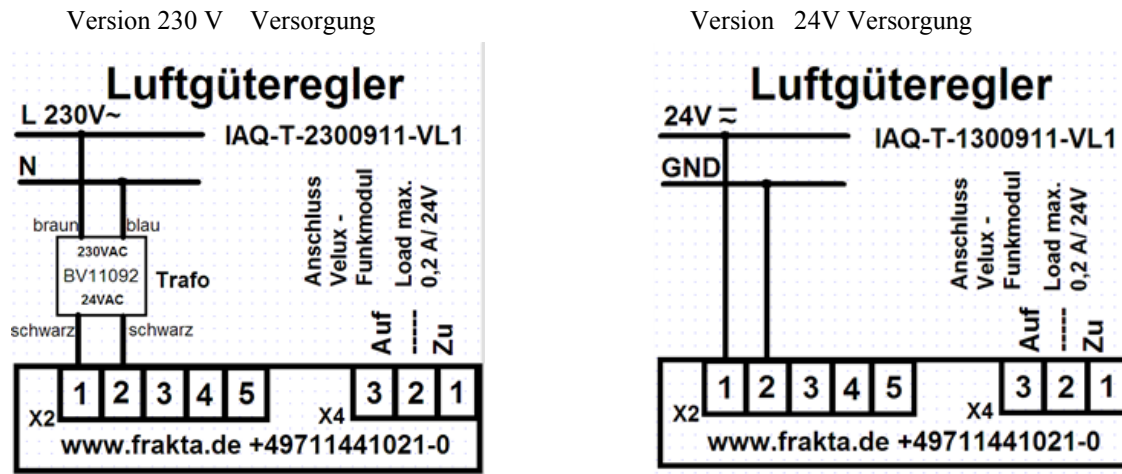 Version 230 V Versorgung
Luftgüteregler
L 230V~
IAQ-T-2300911-VL1
N
braun
blau
230VAC
BV11092
24VAC
Trafo
schwarz
schwarz
Anschluss
Velux -
Funkmodul
Load max.
0,2 A/ 24V
Auf
-----
Zu
X2
1 2 3 4 5
X4
3 2 1
www.frakta.de +49711441021-0
Version 24V Versorgung
Luftgüteregler
24V ⎓ ~
IAQ-T-1300911-VL1
GND
Anschluss
Velux -
Funkmodul
Load max.
0,2 A/ 24V
Auf
-----
Zu
X2
1 2 3 4 5
X4
3 2 1
www.frakta.de +49711441021-0